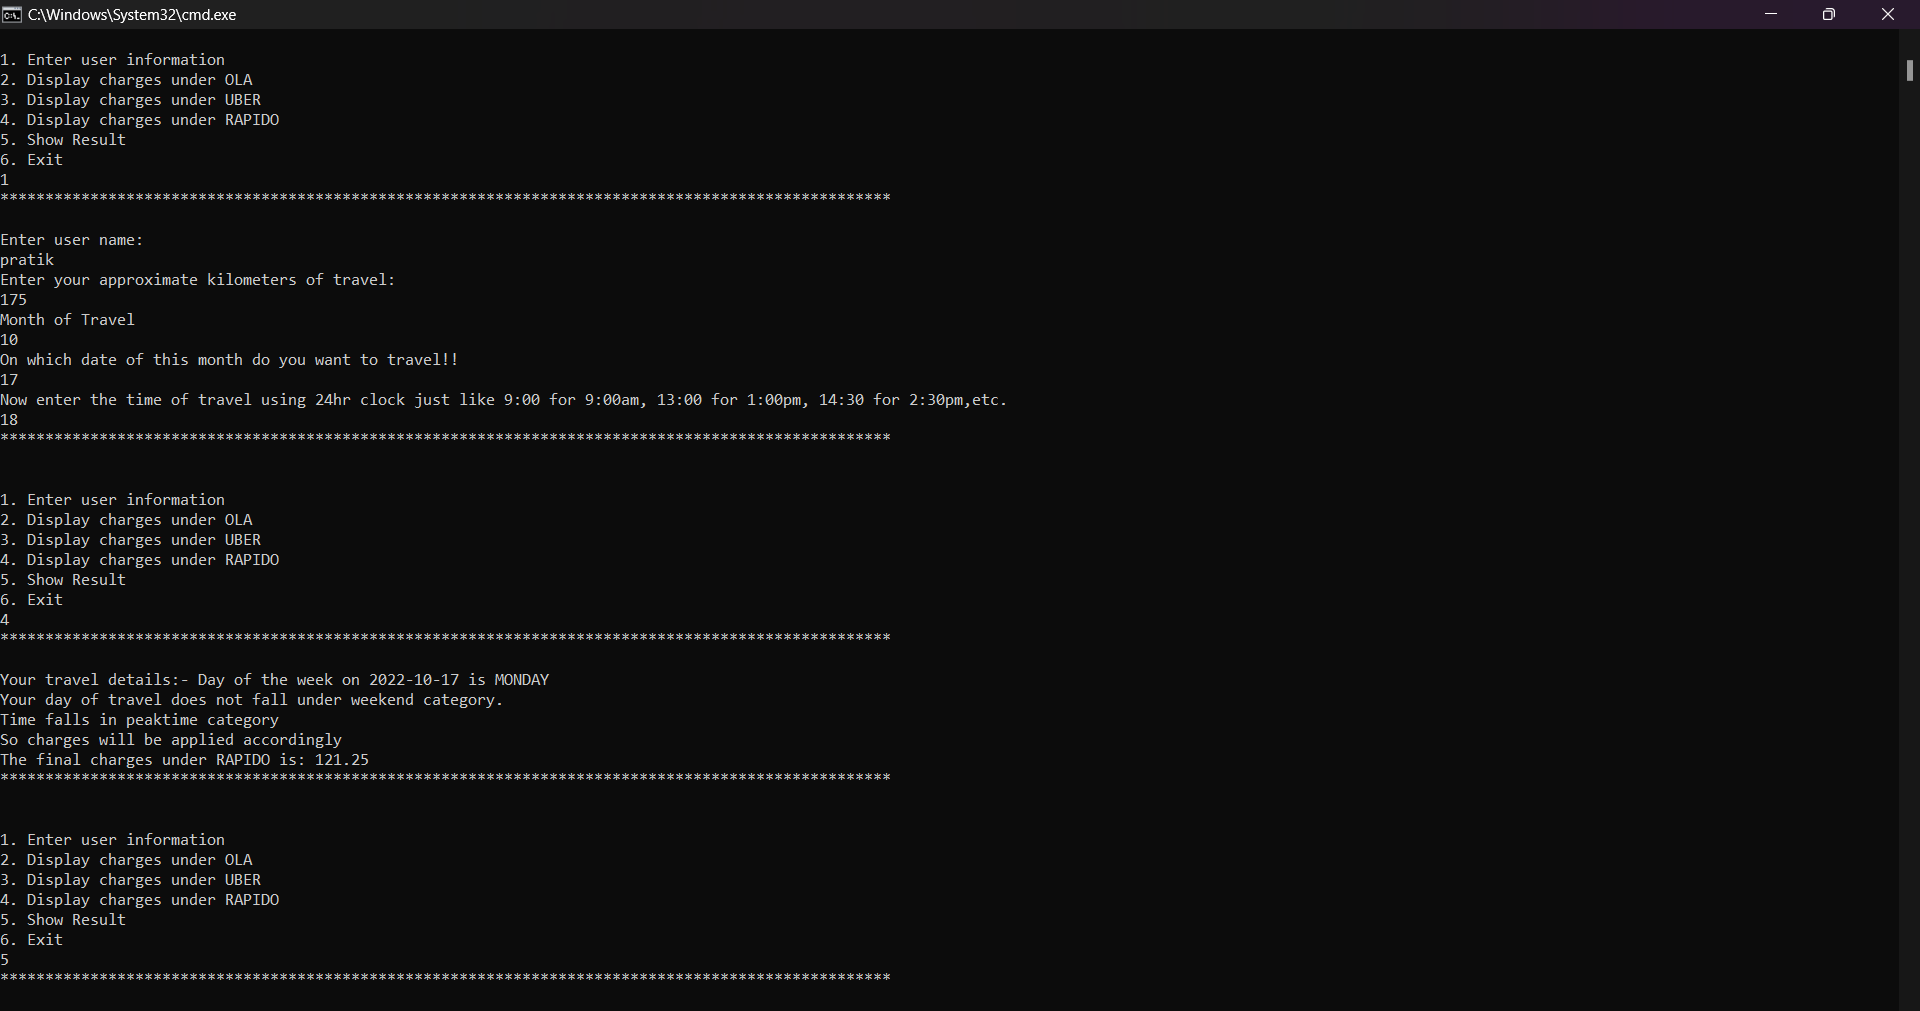 C:\Windows\System32\cmd.exe
1. Enter user information
2. Display charges under OLA
3. Display charges under UBER
4. Display charges under RAPIDO
5. Show Result
6. Exit
1
***************************************************************************************************
Enter user name:
pratik
Enter your approximate kilometers of travel:
175
Month of Travel
10
On which date of this month do you want to travel!!
17
Now enter the time of travel using 24hr clock just like 9:00 for 9:00am, 13:00 for 1:00pm, 14:30 for 2:30pm,etc.
18
***************************************************************************************************
1. Enter user information
2. Display charges under OLA
3. Display charges under UBER
4. Display charges under RAPIDO
5. Show Result
6. Exit
4
***************************************************************************************************
Your travel details:- Day of the week on 2022-10-17 is MONDAY
Your day of travel does not fall under weekend category.
Time falls in peaktime category
So charges will be applied accordingly
The final charges under RAPIDO is: 121.25
***************************************************************************************************
1. Enter user information
2. Display charges under OLA
3. Display charges under UBER
4. Display charges under RAPIDO
5. Show Result
6. Exit
5
***************************************************************************************************